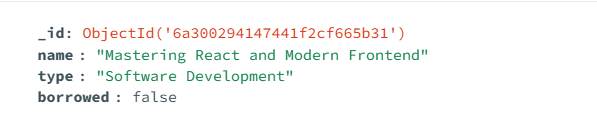 _id: ObjectId('6a300294147441f2cf665b31')
name : "Mastering React and Modern Frontend"
type : "Software Development"
borrowed : false